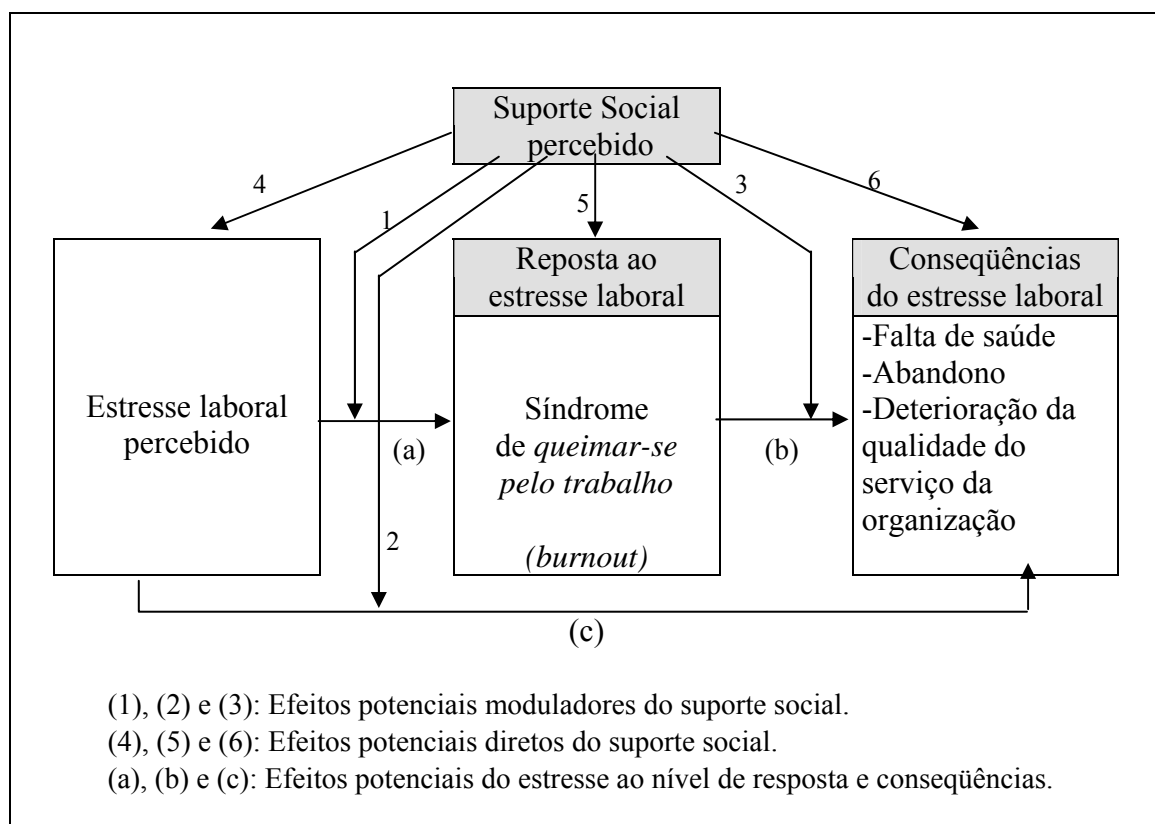 Suporte Social
percebido
4
1
5
3
6
Estresse laboral
percebido
(a)
2
Reposta ao
estresse laboral
Síndrome
de queimar-se
pelo trabalho
(burnout)
(b)
Conseqüências
do estresse laboral
-Falta de saúde
-Abandono
-Deterioração da
qualidade do
serviço da
organização
(c)
(1), (2) e (3): Efeitos potenciais moduladores do suporte social.
(4), (5) e (6): Efeitos potenciais diretos do suporte social.
(a), (b) e (c): Efeitos potenciais do estresse ao nível de resposta e conseqüências.